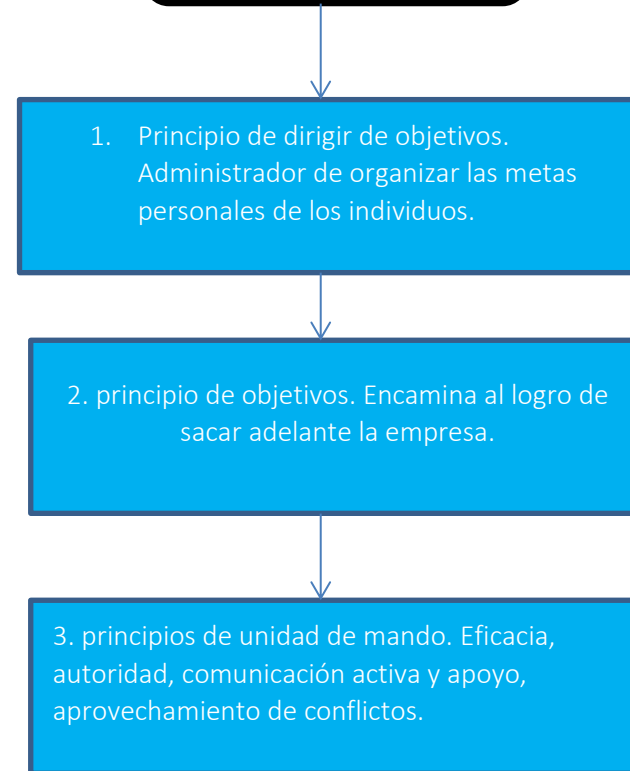 1. Principio de dirigir de objetivos.
Administrador de organizar las metas
personales de los individuos.
2. principio de objetivos. Encamina al logro de
sacar adelante la empresa.
3. principios de unidad de mando. Eficacia,
autoridad, comunicación activa y apoyo,
aprovechamiento de conflictos.